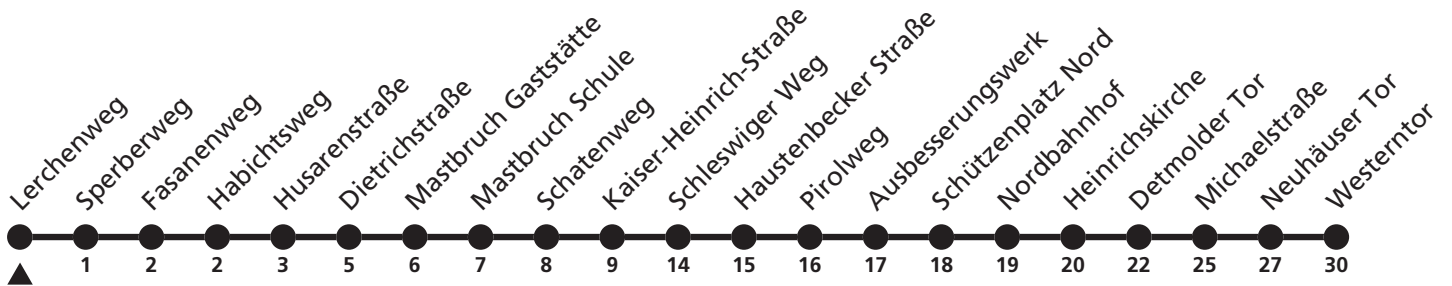 Lerchenweg
Sperberweg
Fasanenweg
Habichtsweg
Husarenstraße
Dietrichstraße
Mastbruch Gaststätte
Mastbruch Schule
Schatenweg
Kaiser-Heinrich-Straße
Schleswiger Weg
Haustenbecker Straße
Pirolweg
Ausbesserungswerk
Schützenplatz Nord
Nordbahnhof
Heinrichskirche
Detmolder Tor
Michaelstraße
Neuhäuser Tor
Westerntor
1 2 2 3 5 6 7 8 9 14 15 16 17 18 19 20 22 25 27 30